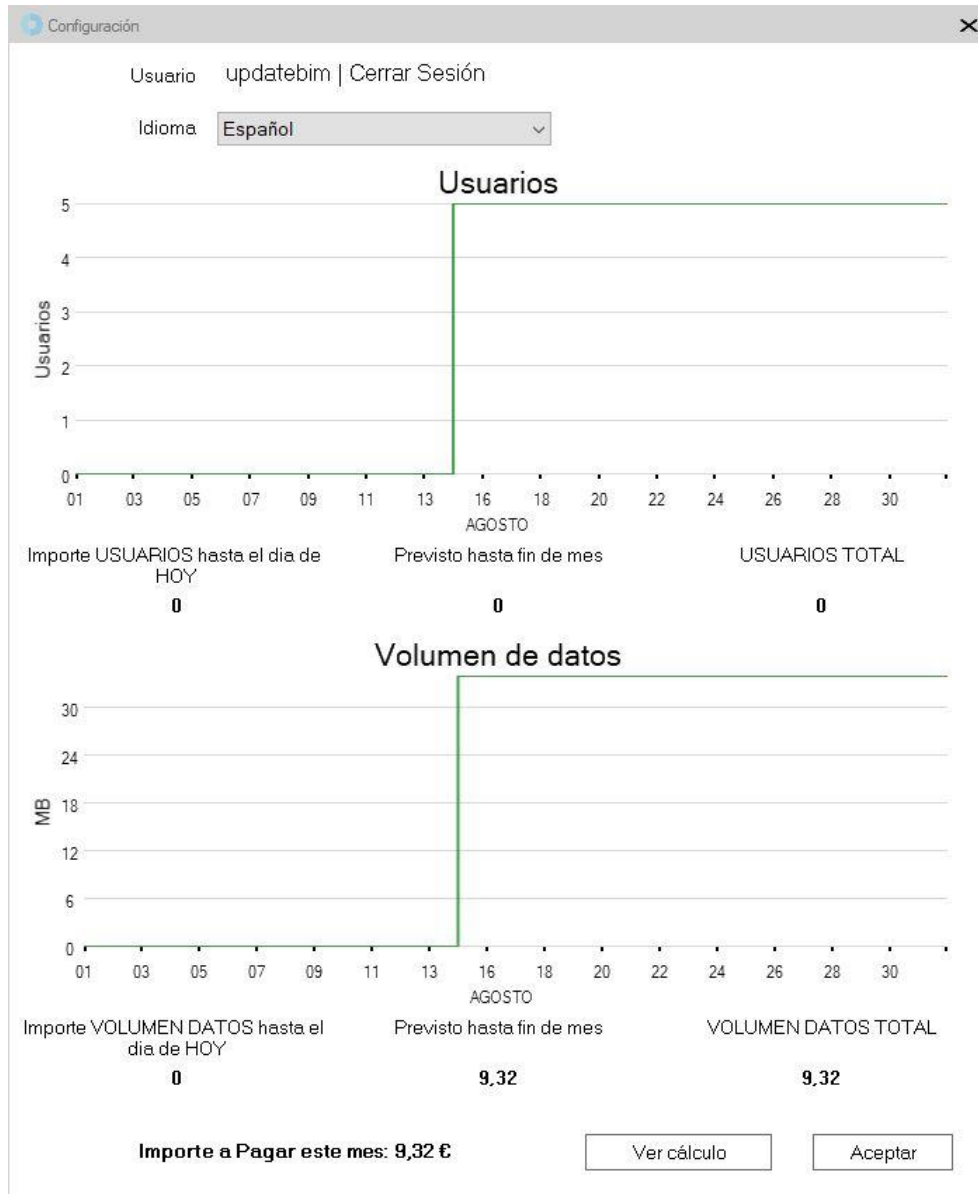 Configuración
Usuario updatebim | Cerrar Sesión
Idioma Español
Usuarios
5
4
3
2
1
0
Usuarios
01 03 05 07 09 11 13 16 18 20 22 24 26 28 30
AGOSTO
Importe USUARIOS hasta el dia de
HOY
0
Previsto hasta fin de mes
0
USUARIOS TOTAL
0
Volumen de datos
30
24
18
12
6
0
MB
01 03 05 07 09 11 13 16 18 20 22 24 26 28 30
AGOSTO
Importe VOLUMEN DATOS hasta el
dia de HOY
0
Previsto hasta fin de mes
9,32
VOLUMEN DATOS TOTAL
9,32
Importe a Pagar este mes: 9,32 €
Ver cálculo
Aceptar